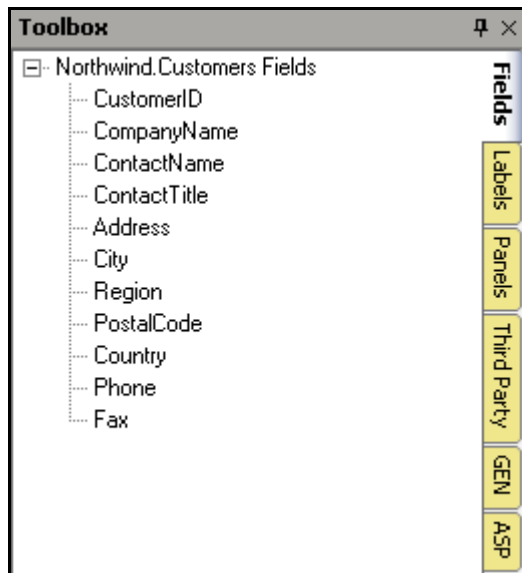 Toolbox
Northwind.Customers Fields
CustomerID
CompanyName
ContactName
ContactTitle
Address
City
Region
PostalCode
Country
Phone
Fax
Fields
Labels
Panels
Third Party
GEN
ASP